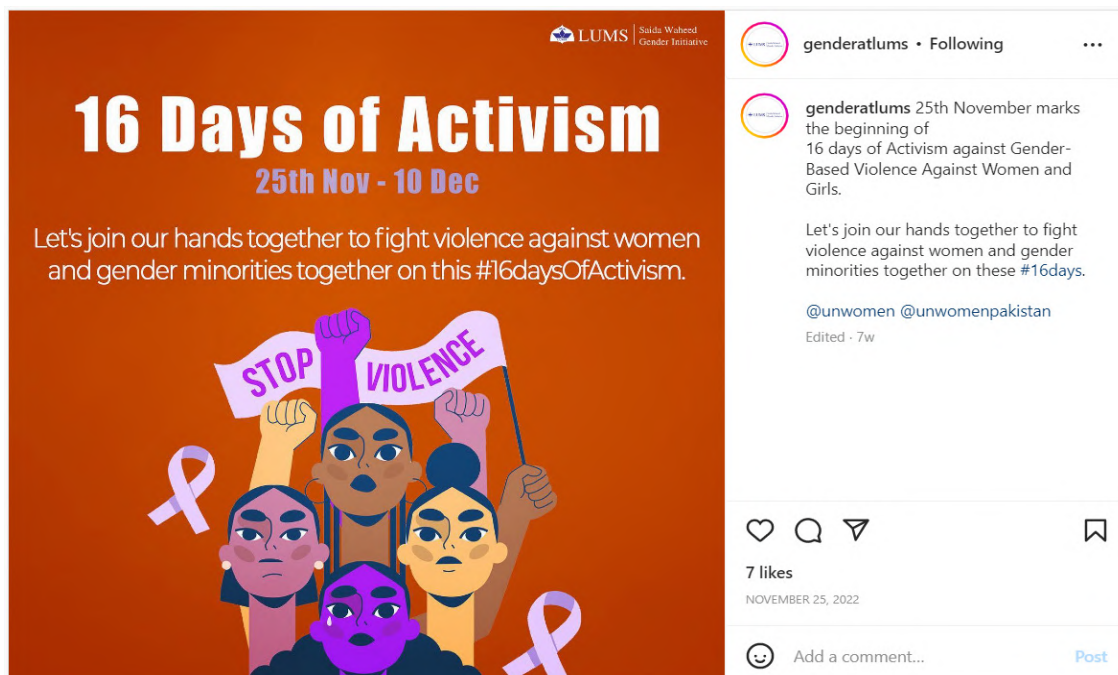 LUMS
Saida Waheed
Gender Initiative
16 Days of Activism
25th Nov - 10 Dec
Let's join our hands together to fight violence against women
and gender minorities together on this #16daysOfActivism.
STOP VIOLENCE
genderatlums • Following
genderatlums 25th November marks
the beginning of
16 days of Activism against Gender-
Based Violence Against Women and
Girls.
Let's join our hands together to fight
violence against women and gender
minorities together on these #16days.
@unwomen @unwomenpakistan
Edited · 7w
7 likes
NOVEMBER 25, 2022
Add a comment...
Post